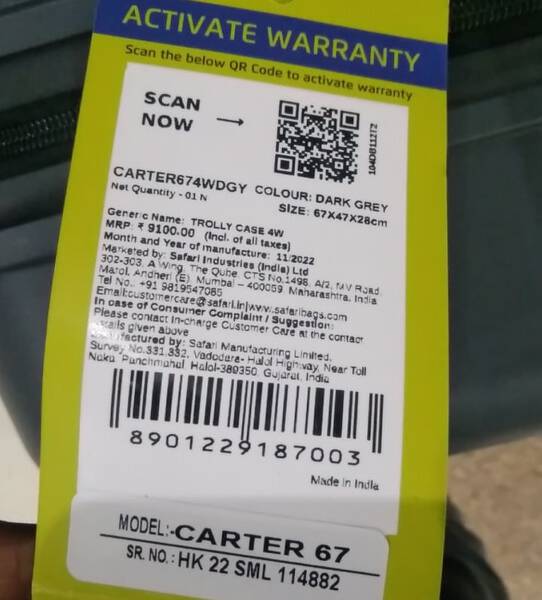 ACTIVATE WARRANTY
Scan the below QR Code to activate warranty
SCAN
NOW
104DB112T2
CARTER674WDGY COLOUR: DARK GREY
Net Quantity - 01 N
SIZE: 67X47X28cm
Generic Name: TROLLY CASE 4W
MRP: ₹ 9100.00 (Incl. of all taxes)
Month and Year of manufacture: 11/2022
Marketed by: Safari Industries (India) Ltd
302-303, A Wing, The Qube, CTS No.1498, A/2, MV Road,
Marol, Andheri (E), Mumbai - 400059, Maharashtra, India
Tel No.: +91 9819547085
Email:customercare@safari.in|www.safaribags.com
In case of Consumer Complaint / Suggestion:
Please contact In-charge Customer Care at the contact
details given above
Manufactured by: Safari Manufacturing Limited,
Survey No.331,332, Vadodara- Halol Highway, Near Toll
Naka, Panchmahal, Halol-389350, Gujarat, India
8901229187003
Made in India
MODEL:-CARTER 67
SR. NO.: HK 22 SML 114882